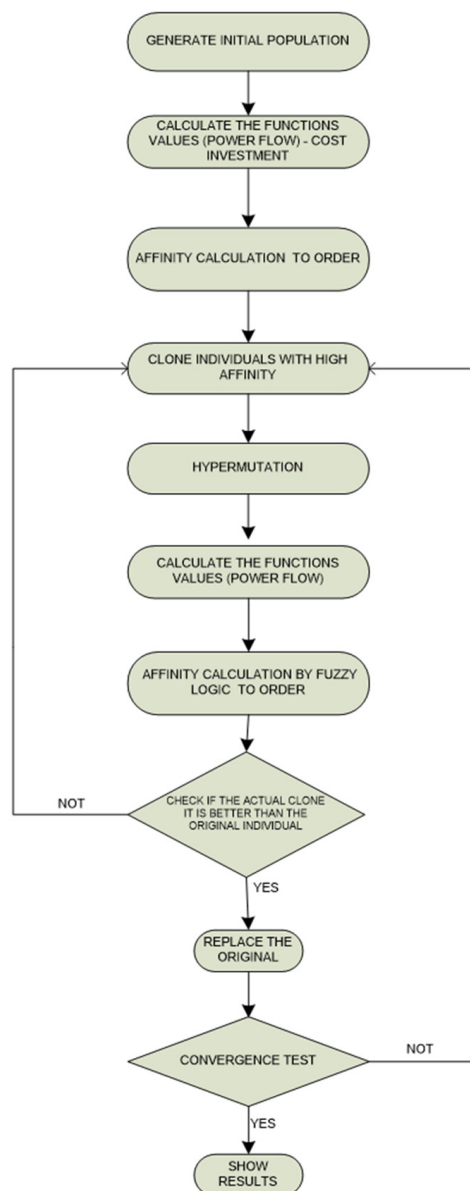 GENERATE INITIAL POPULATION
CALCULATE THE FUNCTIONS
VALUES (POWER FLOW) - COST
INVESTMENT
AFFINITY CALCULATION TO ORDER
CLONE INDIVIDUALS WITH HIGH
AFFINITY
HYPERMUTATION
CALCULATE THE FUNCTIONS
VALUES (POWER FLOW)
AFFINITY CALCULATION BY FUZZY
LOGIC TO ORDER
CHECK IF THE ACTUAL CLONE
IT IS BETTER THAN THE
ORIGINAL INDIVIDUAL
NOT
YES
REPLACE THE
ORIGINAL
CONVERGENCE TEST
NOT
YES
SHOW
RESULTS